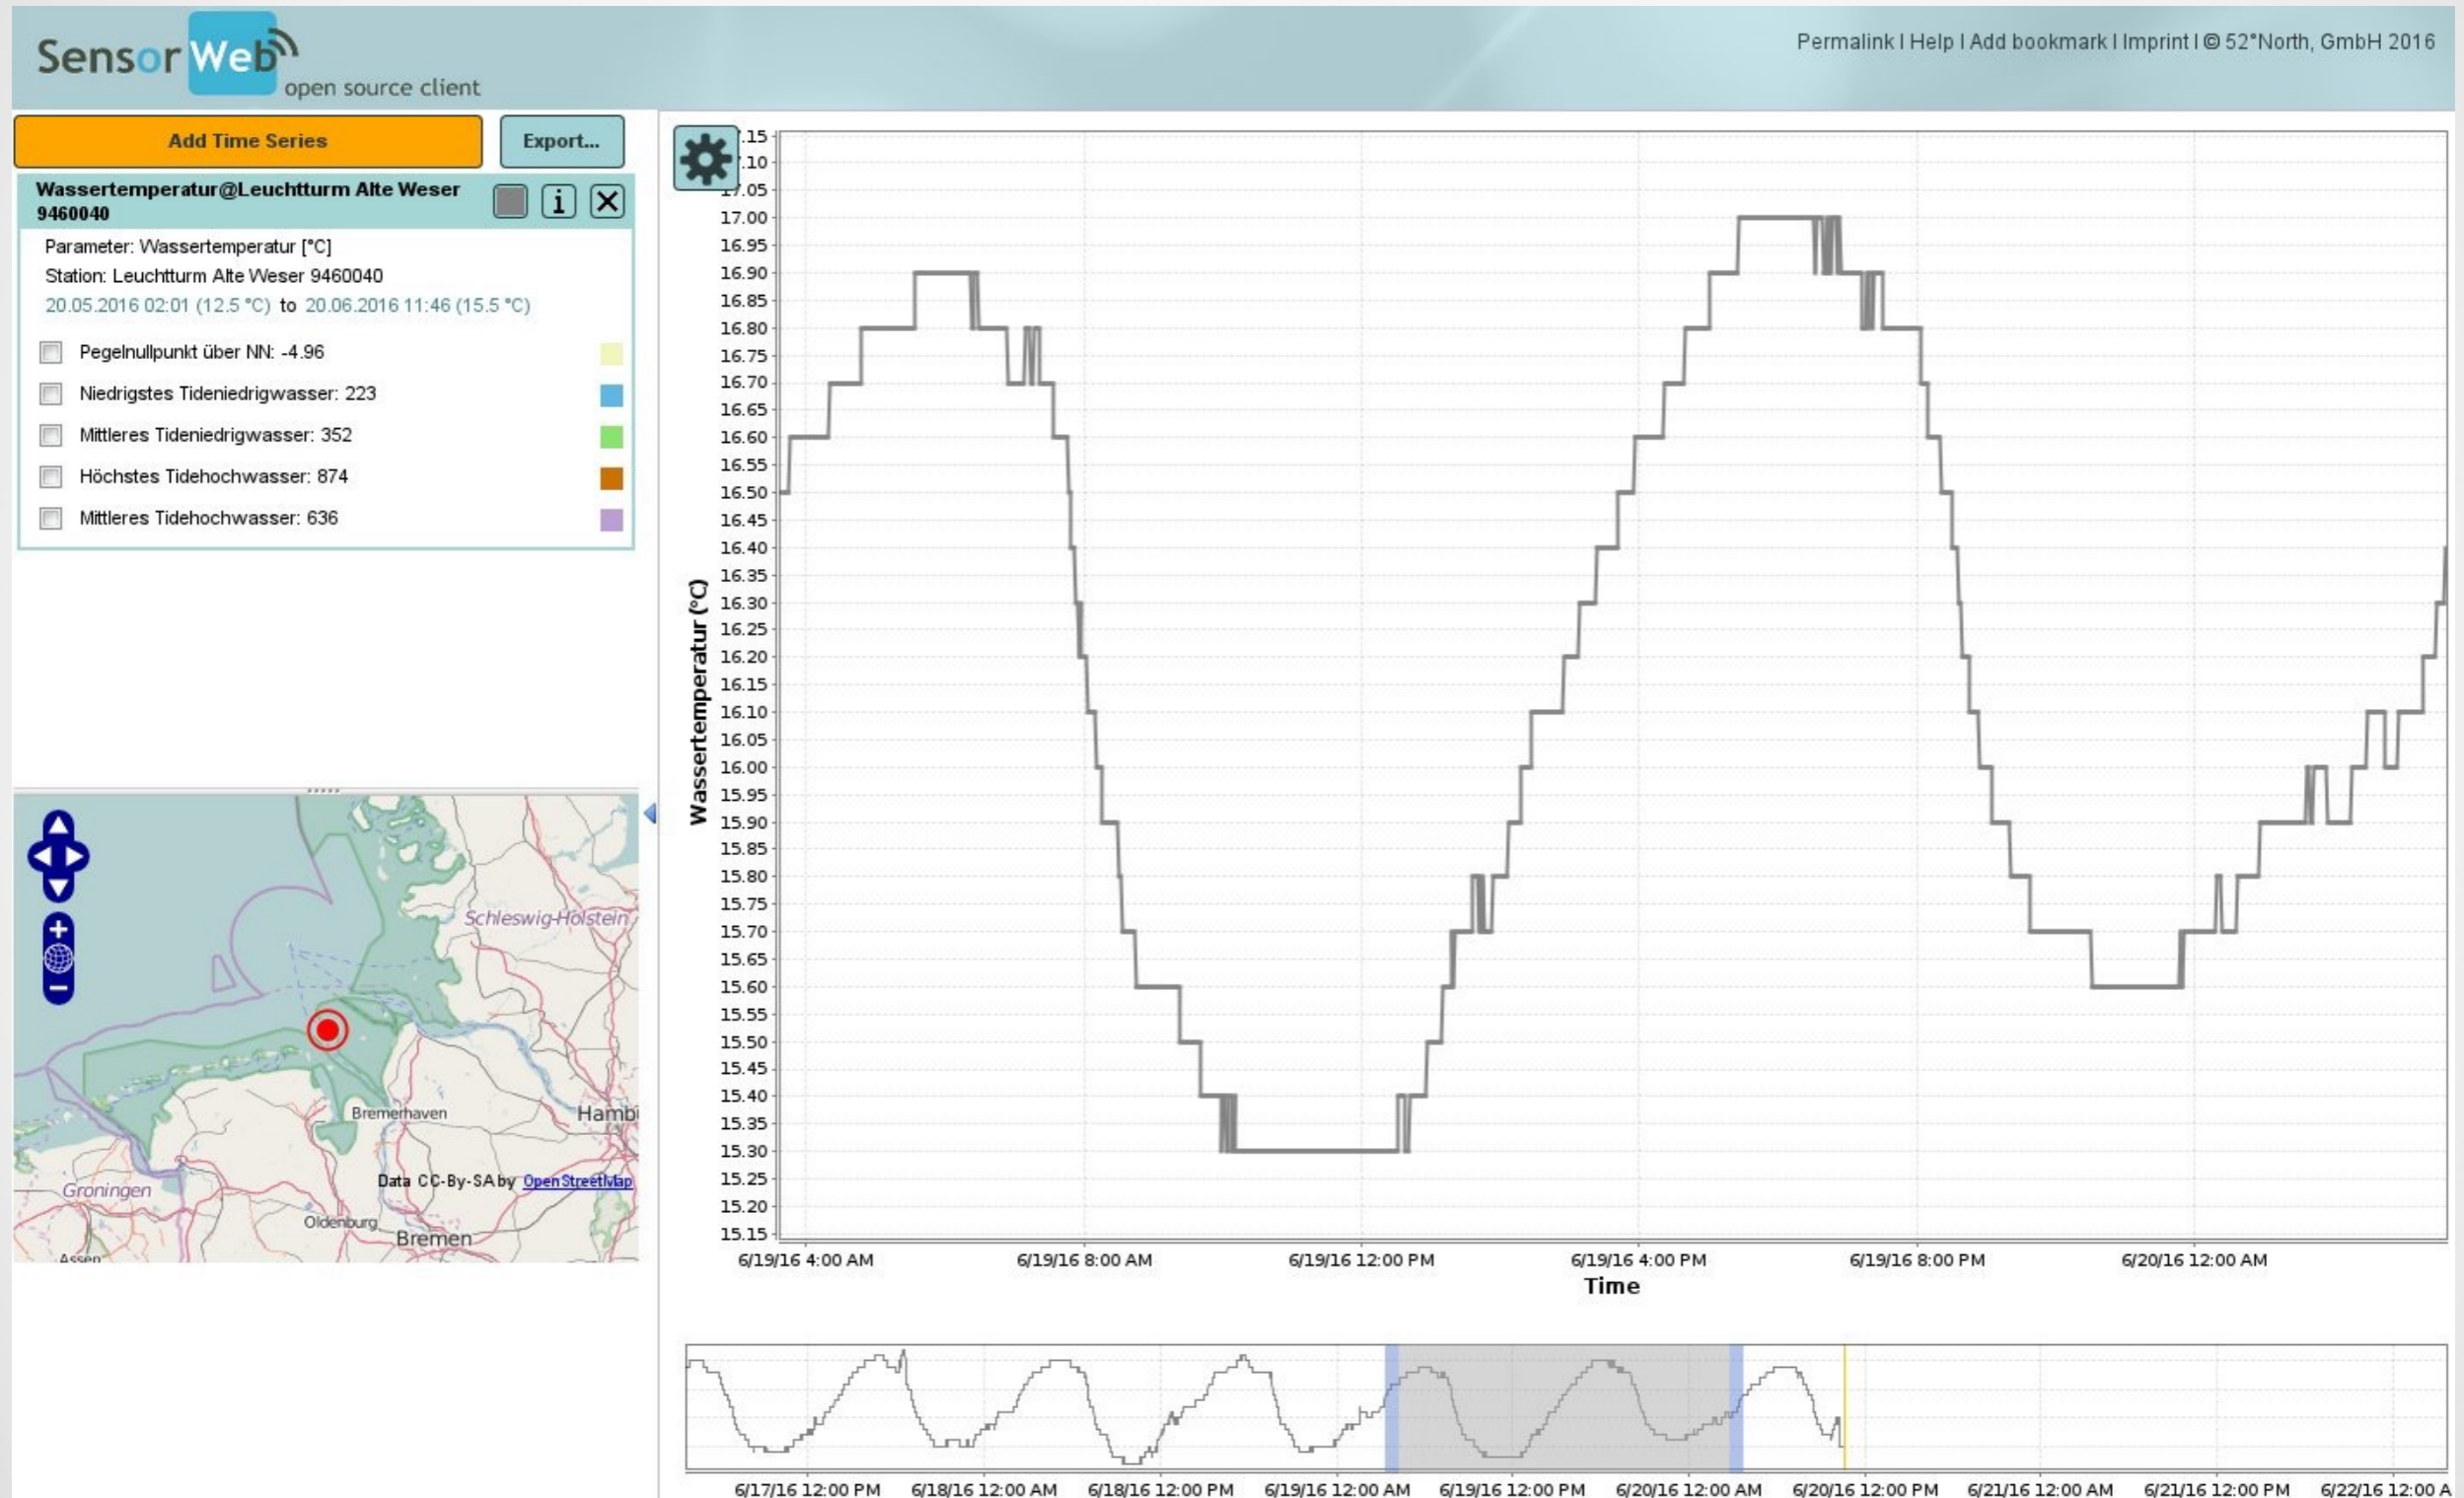 Sensor Web
open source client
Permalink | Help | Add bookmark | Imprint | © 52°North, GmbH 2016
Add Time Series
Export...
Wassertemperatur@Leuchtturm Alte Weser
9460040
i
Parameter: Wassertemperatur [°C]
Station: Leuchtturm Alte Weser 9460040
20.05.2016 02:01 (12.5 °C) to 20.06.2016 11:46 (15.5 °C)
Pegelnullpunkt über NN: -4.96
Niedrigstes Tideniedrigwasser: 223
Mittleres Tideniedrigwasser: 352
Höchstes Tidehochwasser: 874
Mittleres Tidehochwasser: 636
Schleswig-Holstein
Bremerhaven
Hambu
Data CC-By-SA by OpenStreetMap
Groningen
Oldenburg
Bremen
Assen
.15
.10
7.05
17.00
16.95
16.90
16.85
16.80
16.75
16.70
16.65
16.60
16.55
16.50
16.45
16.40
16.35
16.30
16.25
16.20
16.15
16.10
16.05
16.00
15.95
15.90
15.85
15.80
15.75
15.70
15.65
15.60
15.55
15.50
15.45
15.40
15.35
15.30
15.25
15.20
15.15
Wassertemperatur (°C)
6/19/16 4:00 AM
6/19/16 8:00 AM
6/19/16 12:00 PM
6/19/16 4:00 PM
6/19/16 8:00 PM
6/20/16 12:00 AM
Time
6/17/16 12:00 PM
6/18/16 12:00 AM
6/18/16 12:00 PM
6/19/16 12:00 AM
6/19/16 12:00 PM
6/20/16 12:00 AM
6/20/16 12:00 PM
6/21/16 12:00 AM
6/21/16 12:00 PM
6/22/16 12:00 A